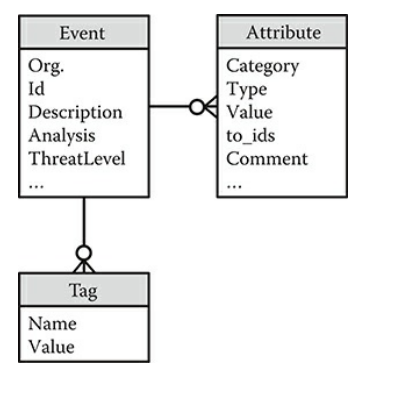 Event
Org.
Id
Description
Analysis
ThreatLevel
...
Attribute
Category
Type
Value
to_ids
Comment
...
Tag
Name
Value